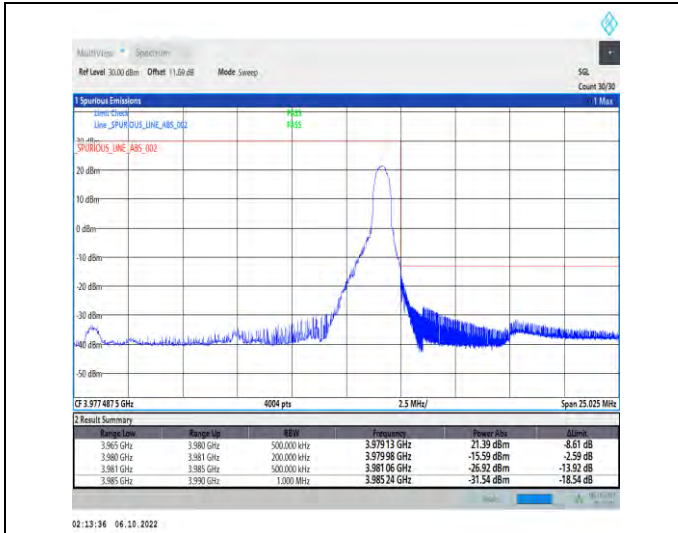 MultiView Spectrum
Ref Level 30.00 dBm Offset 11.69 dB Mode Sweep SGL
Count 30/30
1 Spurious Emissions 1 Max
Limit Check PASS
Line _SPURIOUS_LINE_ABS_002 PASS
30 dBm
_SPURIOUS_LINE_ABS_002
20 dBm
10 dBm
0 dBm
-10 dBm
-20 dBm
-30 dBm
-40 dBm
-50 dBm
CF 3.977 487 5 GHz 4004 pts 2.5 MHz/ Span 25.025 MHz
2 Result Summary
Range Low Range Up RBW Frequency Power Abs ΔLimit
3.965 GHz 3.980 GHz 500.000 kHz 3.979 13 GHz 21.39 dBm -8.61 dB
3.980 GHz 3.981 GHz 200.000 kHz 3.979 98 GHz -15.59 dBm -2.59 dB
3.981 GHz 3.985 GHz 500.000 kHz 3.981 06 GHz -26.92 dBm -13.92 dB
3.985 GHz 3.990 GHz 1.000 MHz 3.985 24 GHz -31.54 dBm -18.54 dB
02:13:36 06.10.2022